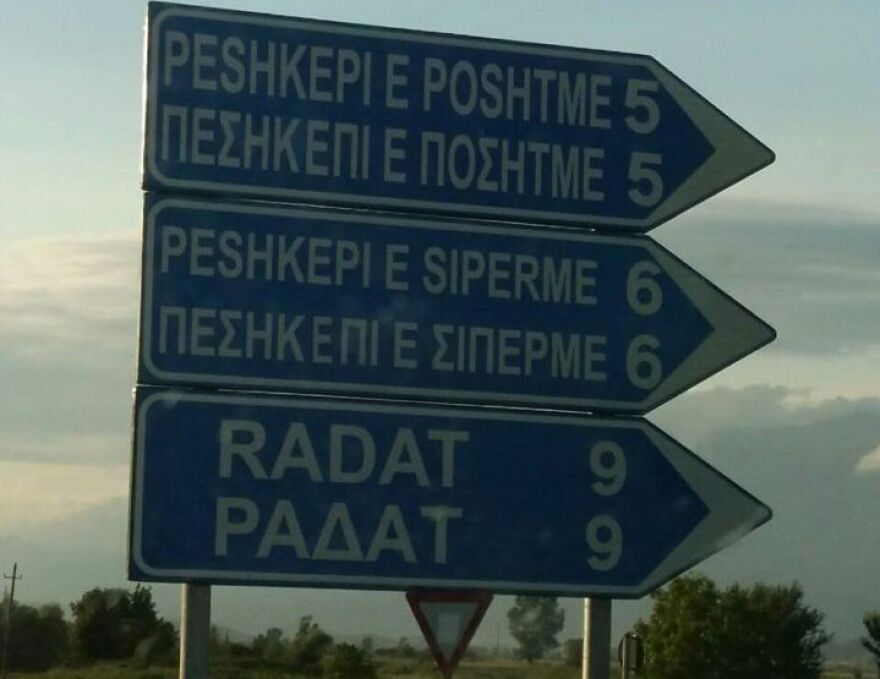 PESHKEPI E POSHTME 5
ΠΕΣΗΚΕΠΙ Ε ΠΟΣΗΤΜΕ 5
PESHKEPI E SIPERME 6
ΠΕΣΗΚΕΠΙ Ε ΣΙΠΕΡΜΕ 6
RADAT 9
ΡΑΔΑΤ 9